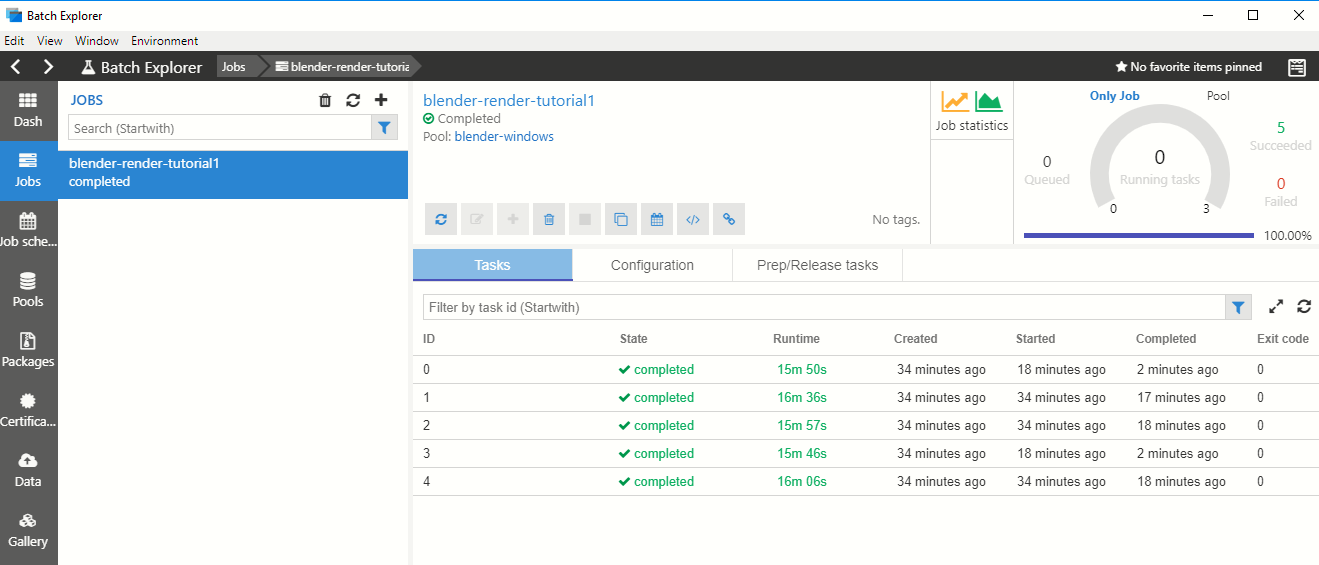 Batch Explorer
Edit View Window Environment
Batch Explorer Jobs blender-render-tutoria No favorite items pinned
Dash
Jobs
Job sche...
Pools
Packages
Certifica...
Data
Gallery
JOBS
Search (Startwith)
blender-render-tutorial1
completed
blender-render-tutorial1
Completed
Pool: blender-windows
No tags.
Job statistics
Only Job Pool
0
Queued
0
Running tasks
0 3
5
Succeeded
0
Failed
100.00%
Tasks Configuration Prep/Release tasks
Filter by task id (Startwith)
ID State Runtime Created Started Completed Exit code
0 completed 15m 50s 34 minutes ago 18 minutes ago 2 minutes ago 0
1 completed 16m 36s 34 minutes ago 34 minutes ago 17 minutes ago 0
2 completed 15m 57s 34 minutes ago 34 minutes ago 18 minutes ago 0
3 completed 15m 46s 34 minutes ago 18 minutes ago 2 minutes ago 0
4 completed 16m 06s 34 minutes ago 34 minutes ago 18 minutes ago 0